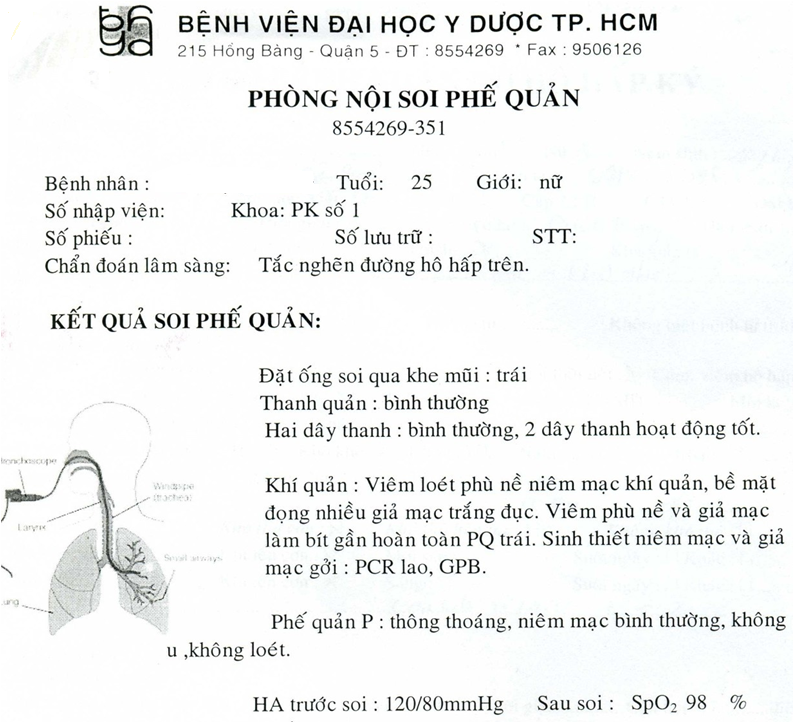 BỆNH VIỆN ĐẠI HỌC Y DƯỢC TP. HCM
215 Hồng Bàng - Quận 5 - ĐT : 8554269 * Fax : 9506126
PHÒNG NỘI SOI PHẾ QUẢN
8554269-351
Bệnh nhân : Tuổi: 25 Giới: nữ
Số nhập viện: Khoa: PK số 1
Số phiếu : Số lưu trữ : STT:
Chẩn đoán lâm sàng: Tắc nghẽn đường hô hấp trên.
KẾT QUẢ SOI PHẾ QUẢN:
Đặt ống soi qua khe mũi : trái
Thanh quản : bình thường
Hai dây thanh : bình thường, 2 dây thanh hoạt động tốt.
Khí quản : Viêm loét phù nề niêm mạc khí quản, bề mặt
đọng nhiều giả mạc trắng đục. Viêm phù nề và giả mạc
làm bít gần hoàn toàn PQ trái. Sinh thiết niêm mạc và giả
mạc gởi : PCR lao, GPB.
Bronchoscope
Windpipe
(trachea)
Larynx
Small airways
Lung
Phế quản P : thông thoáng, niêm mạc bình thường, không
u ,không loét.
HA trước soi : 120/80mmHg Sau soi : SpO₂ 98 %